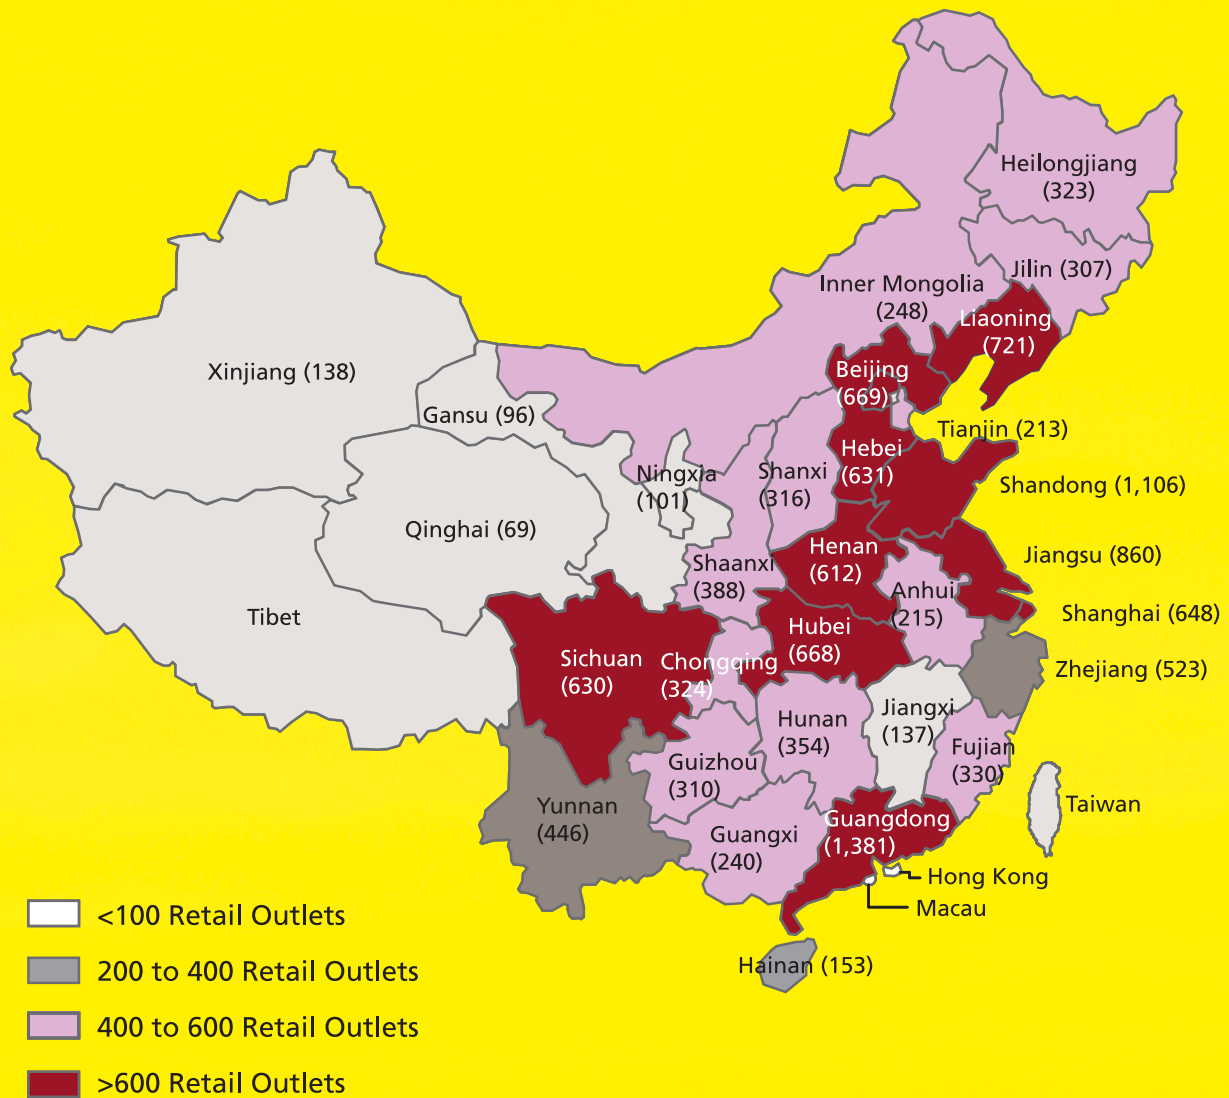 Heilongjiang
(323)
Jilin (307)
Inner Mongolia
(248)
Liaoning
(721)
Beijing
(669)
Xinjiang (138)
Gansu (96)
Tianjin (213)
Hebei
(631)
Ningxia
(101)
Shanxi
(316)
Shandong (1,106)
Qinghai (69)
Henan
(612)
Jiangsu (860)
Shaanxi
(388)
Anhui
(215)
Tibet
Shanghai (648)
Hubei
(668)
Sichuan
(630)
Chongqing
(324)
Zhejiang (523)
Hunan
(354)
Jiangxi
(137)
Fujian
(330)
Guizhou
(310)
Yunnan
(446)
Taiwan
Guangxi
(240)
Guangdong
(1,381)
Hong Kong
Macau
Hainan (153)
<100 Retail Outlets
200 to 400 Retail Outlets
400 to 600 Retail Outlets
>600 Retail Outlets